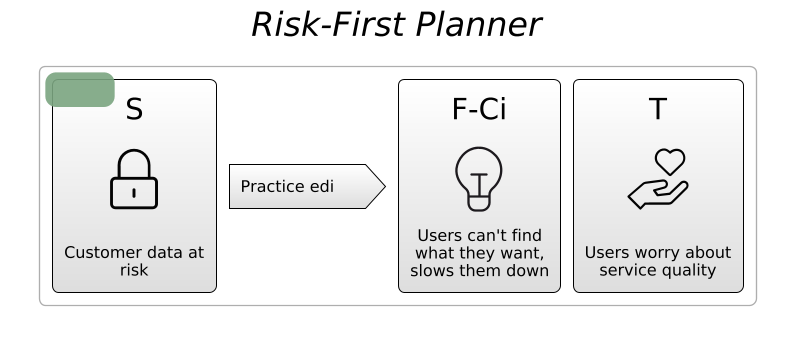 Risk-First Planner
S
Customer data at
risk
Practice edi
F-Ci
Users can't find
what they want,
slows them down
T
Users worry about
service quality